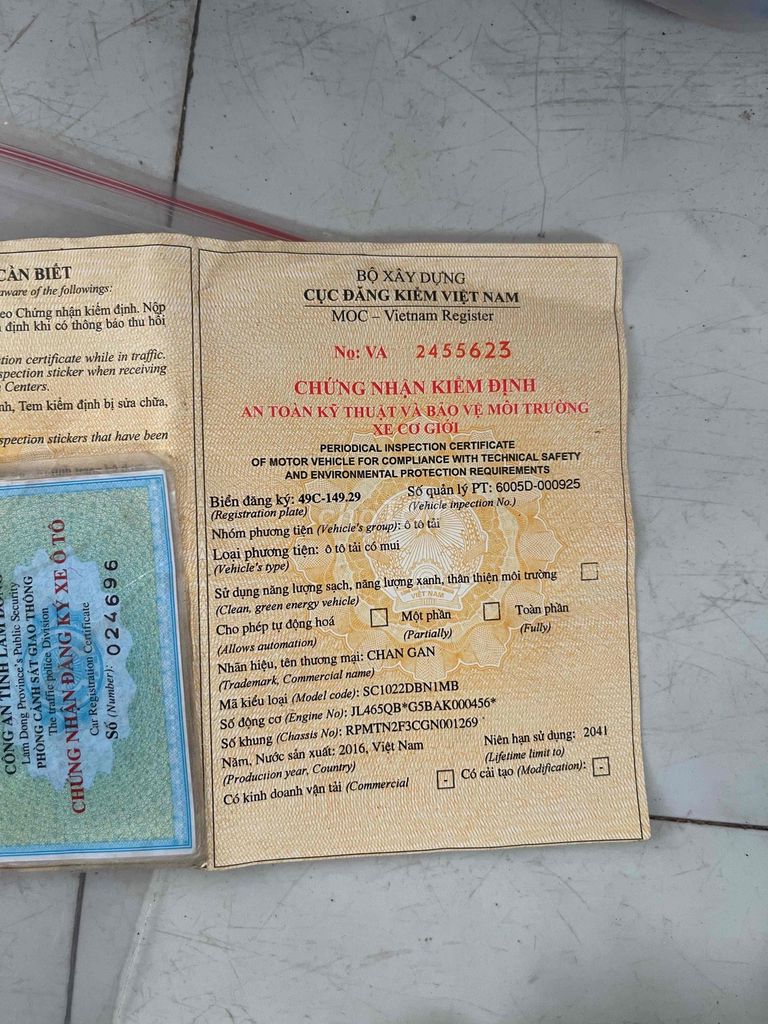 CẦN BIẾT
aware of the followings:
eo Chứng nhận kiểm định. Nộp
định khi có thông báo thu hồi
tion certificate while in traffic.
spection sticker when receiving
Centers.
nh, Tem kiểm định bị sửa chữa,
spection stickers that have been
CÔNG AN TỈNH LÂM ĐỒNG
Lam Dong Province's Public Security
PHÒNG CẢNH SÁT GIAO THÔNG
The traffic police Division
CHỨNG NHẬN ĐĂNG KÝ XE Ô TÔ
Car Registration Certificate
Số (Number): 024696
BỘ XÂY DỰNG
CỤC ĐĂNG KIỂM VIỆT NAM
MOC – Vietnam Register
No: VA 2455623
CHỨNG NHẬN KIỂM ĐỊNH
AN TOÀN KỸ THUẬT VÀ BẢO VỆ MÔI TRƯỜNG
XE CƠ GIỚI
PERIODICAL INSPECTION CERTIFICATE
OF MOTOR VEHICLE FOR COMPLIANCE WITH TECHNICAL SAFETY
AND ENVIRONMENTAL PROTECTION REQUIREMENTS
Biển đăng ký: 49C-149.29 Số quản lý PT: 6005D-000925
(Registration plate) (Vehicle inpection No.)
Nhóm phương tiện (Vehicle's group): ô tô tải
Loại phương tiện: ô tô tải có mui
(Vehicle's type)
VIỆT NAM
Sử dụng năng lượng sạch, năng lượng xanh, thân thiện môi trường
(Clean, green energy vehicle)
Cho phép tự động hoá Một phần Toàn phần
(Allows automation) (Partially) (Fully)
Nhãn hiệu, tên thương mại: CHAN GAN
(Trademark, Commercial name)
Mã kiểu loại (Model code): SC1022DBN1MB
Số động cơ (Engine No): JL465QB*G5BAK000456*
Số khung (Chassis No): RPMTN2F3CGN001269
Năm, Nước sản xuất: 2016, Việt Nam Niên hạn sử dụng: 2041
(Production year, Country) (Lifetime limit to)
Có kinh doanh vận tải (Commercial - Có cải tạo (Modification): -